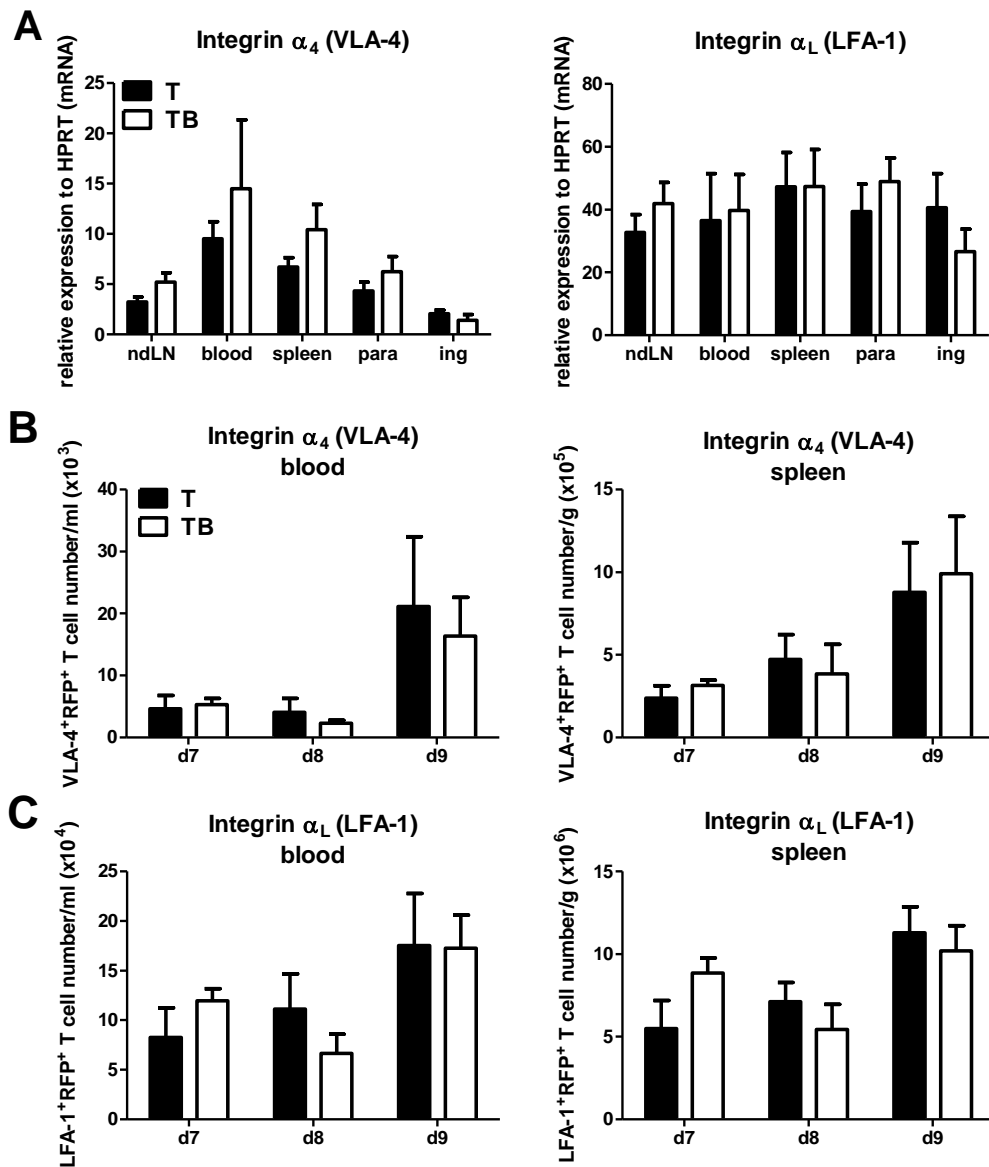 A
Integrin α4 (VLA-4)
relative expression to HPRT (mRNA)
25
20
15
10
5
0
T
TB
ndLN blood spleen para ing
Integrin αL (LFA-1)
relative expression to HPRT (mRNA)
80
60
40
20
0
ndLN blood spleen para ing
B
Integrin α4 (VLA-4)
blood
VLA-4+RFP+ T cell number/ml (x10³)
40
30
20
10
0
T
TB
d7 d8 d9
Integrin α4 (VLA-4)
spleen
VLA-4+RFP+ T cell number/g (x10⁵)
15
10
5
0
d7 d8 d9
C
Integrin αL (LFA-1)
blood
LFA-1+RFP+ T cell number/ml (x10⁴)
25
20
15
10
5
0
d7 d8 d9
Integrin αL (LFA-1)
spleen
LFA-1+RFP+ T cell number/g (x10⁶)
15
10
5
0
d7 d8 d9